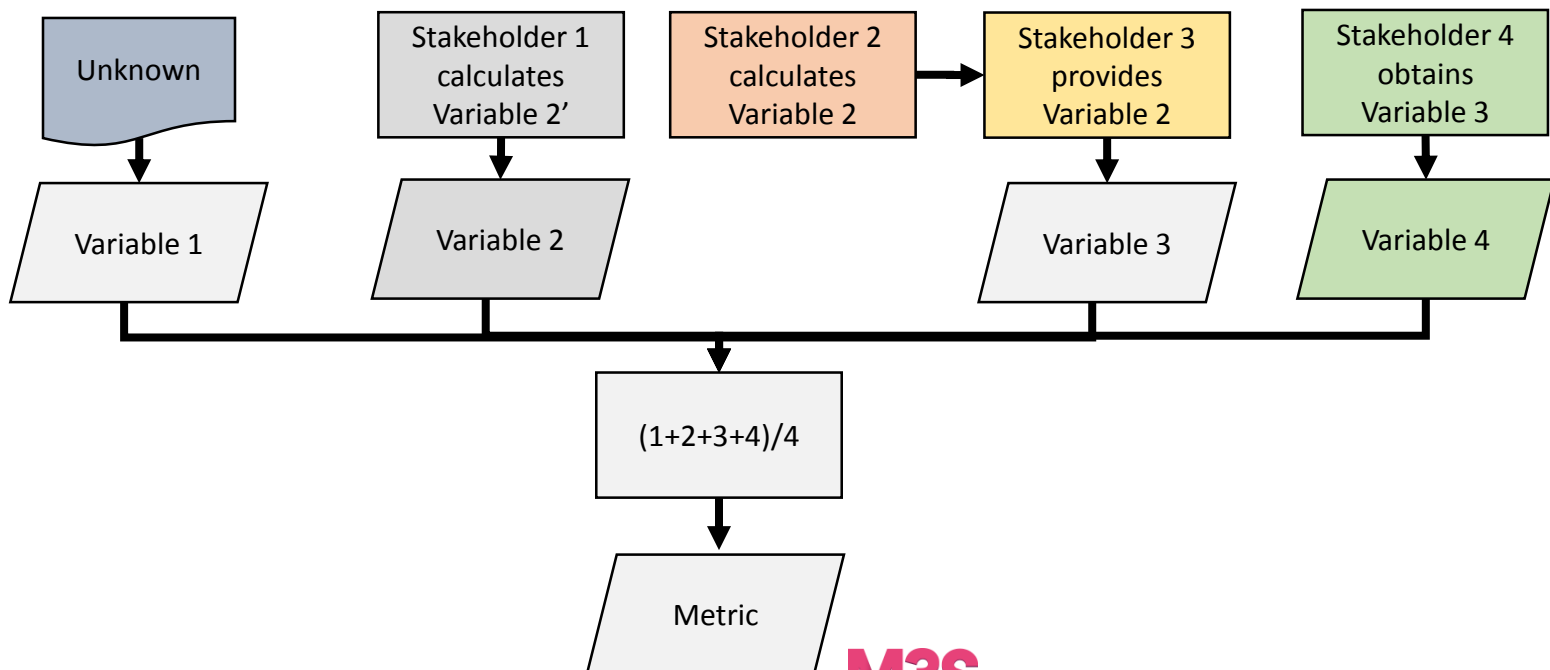 Unknown
Stakeholder 1
calculates
Variable 2’
Stakeholder 2
calculates
Variable 2
Stakeholder 3
provides
Variable 2
Stakeholder 4
obtains
Variable 3
Variable 1
Variable 2
Variable 3
Variable 4
(1+2+3+4)/4
Metric
M3S